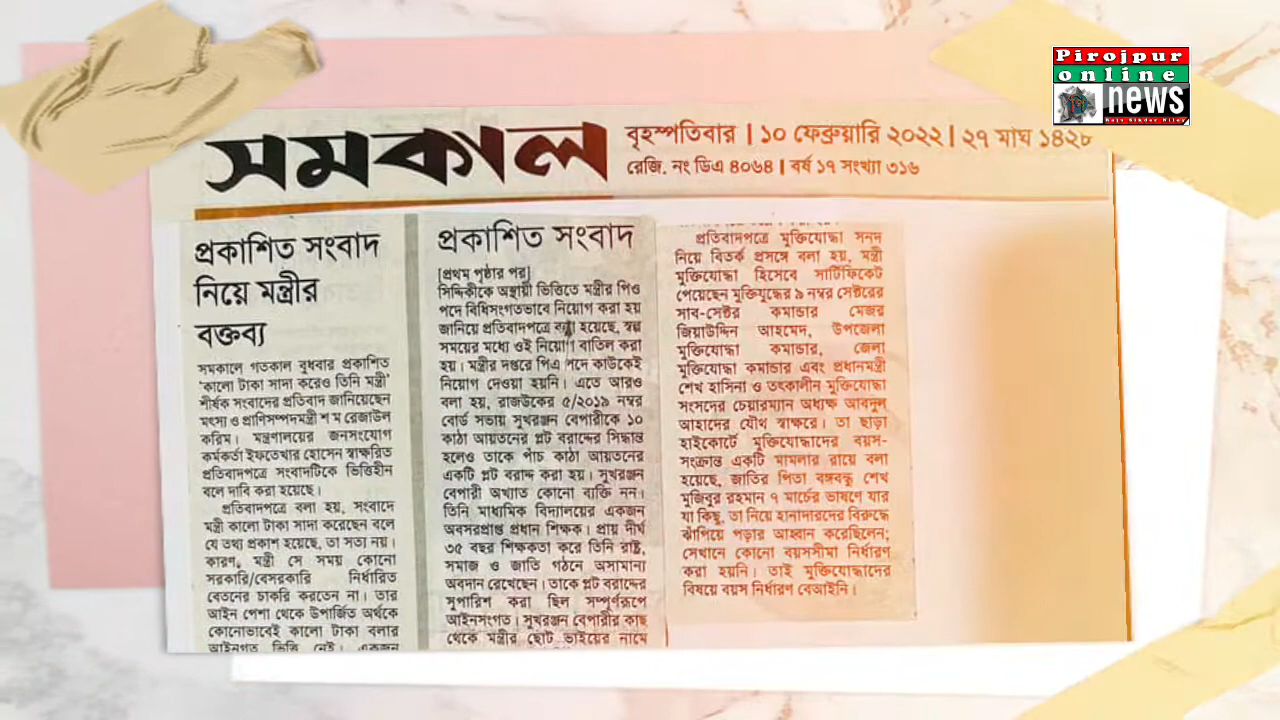 Pirojpur
online
news
সমকাল
বৃহস্পতিবার | ১০ ফেব্রুয়ারি ২০২২ | ২৭ মাঘ ১৪২৮
রেজি. নং ডিএ ৪০৬৪ | বর্ষ ১৭ সংখ্যা ৩১৬
প্রকাশিত সংবাদ
নিয়ে মন্ত্রীর
বক্তব্য
সমকালে গতকাল বুধবার প্রকাশিত
'কালো টাকা সাদা করেও তিনি মন্ত্রী'
শীর্ষক সংবাদের প্রতিবাদ জানিয়েছেন
মৎস্য ও প্রাণিসম্পদমন্ত্রী শ ম রেজাউল
করিম। মন্ত্রণালয়ের জনসংযোগ
কর্মকর্তা ইফতেখার হোসেন স্বাক্ষরিত
প্রতিবাদপত্রে সংবাদটিকে ভিত্তিহীন
বলে দাবি করা হয়েছে।
প্রতিবাদপত্রে বলা হয়, সংবাদে
মন্ত্রী কালো টাকা সাদা করেছেন বলে
যে তথ্য প্রকাশ হয়েছে, তা সত্য নয়।
কারণ, মন্ত্রী সে সময় কোনো
সরকারি/বেসরকারি নির্ধারিত
বেতনের চাকরি করতেন না। তার
আইন পেশা থেকে উপার্জিত অর্থকে
কোনোভাবেই কালো টাকা বলার
আইনগত ভিত্তি নেই। একজন
প্রকাশিত সংবাদ
[প্রথম পৃষ্ঠার পর]
সিদ্দিকীকে অস্থায়ী ভিত্তিতে মন্ত্রীর পিও
পদে বিধিসংগতভাবে নিয়োগ করা হয়
জানিয়ে প্রতিবাদপত্রে বলা হয়েছে, স্বল্প
সময়ের মধ্যে ওই নিয়োগ বাতিল করা
হয়। মন্ত্রীর দপ্তরে পিএ পদে কাউকেই
নিয়োগ দেওয়া হয়নি। এতে আরও
বলা হয়, রাজউকের ৫/২০১৯ নম্বর
বোর্ড সভায় সুখরঞ্জন বেপারীকে ১০
কাঠা আয়তনের প্লট বরাদ্দের সিদ্ধান্ত
হলেও তাকে পাঁচ কাঠা আয়তনের
একটি প্লট বরাদ্দ করা হয়। সুখরঞ্জন
বেপারী অখ্যাত কোনো ব্যক্তি নন।
তিনি মাধ্যমিক বিদ্যালয়ের একজন
অবসরপ্রাপ্ত প্রধান শিক্ষক। প্রায় দীর্ঘ
৩৫ বছর শিক্ষকতা করে তিনি রাষ্ট্র,
সমাজ ও জাতি গঠনে অসামান্য
অবদান রেখেছেন। তাকে প্লট বরাদ্দের
সুপারিশ করা ছিল সম্পূর্ণরূপে
আইনসংগত। সুখরঞ্জন বেপারীর কাছ
থেকে মন্ত্রীর ছোট ভাইয়ের নামে
প্রতিবাদপত্রে মুক্তিযোদ্ধা সনদ
নিয়ে বিতর্ক প্রসঙ্গে বলা হয়, মন্ত্রী
মুক্তিযোদ্ধা হিসেবে সার্টিফিকেট
পেয়েছেন মুক্তিযুদ্ধের ৯ নম্বর সেক্টরের
সাব-সেক্টর কমান্ডার মেজর
জিয়াউদ্দিন আহমেদ, উপজেলা
মুক্তিযোদ্ধা কমান্ডার, জেলা
মুক্তিযোদ্ধা কমান্ডার এবং প্রধানমন্ত্রী
শেখ হাসিনা ও তৎকালীন মুক্তিযোদ্ধা
সংসদের চেয়ারম্যান অধ্যক্ষ আবদুল
আহাদের যৌথ স্বাক্ষরে। তা ছাড়া
হাইকোর্টে মুক্তিযোদ্ধাদের বয়স-
সংক্রান্ত একটি মামলার রায়ে বলা
হয়েছে, জাতির পিতা বঙ্গবন্ধু শেখ
মুজিবুর রহমান ৭ মার্চের ভাষণে যার
যা কিছু, তা নিয়ে হানাদারদের বিরুদ্ধে
ঝাঁপিয়ে পড়ার আহ্বান করেছিলেন;
সেখানে কোনো বয়সসীমা নির্ধারণ
করা হয়নি। তাই মুক্তিযোদ্ধাদের
বিষয়ে বয়স নির্ধারণ বেআইনি।